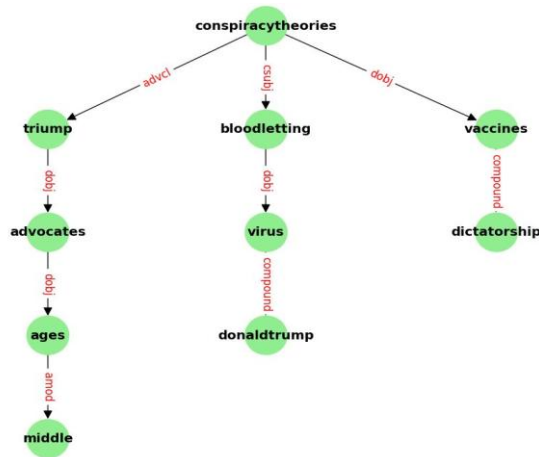 conspiracytheories
advcl csubj dobj
triump bloodletting vaccines
dobj dobj compound
advocates virus dictatorship
dobj compound
ages donaldtrump
amod
middle